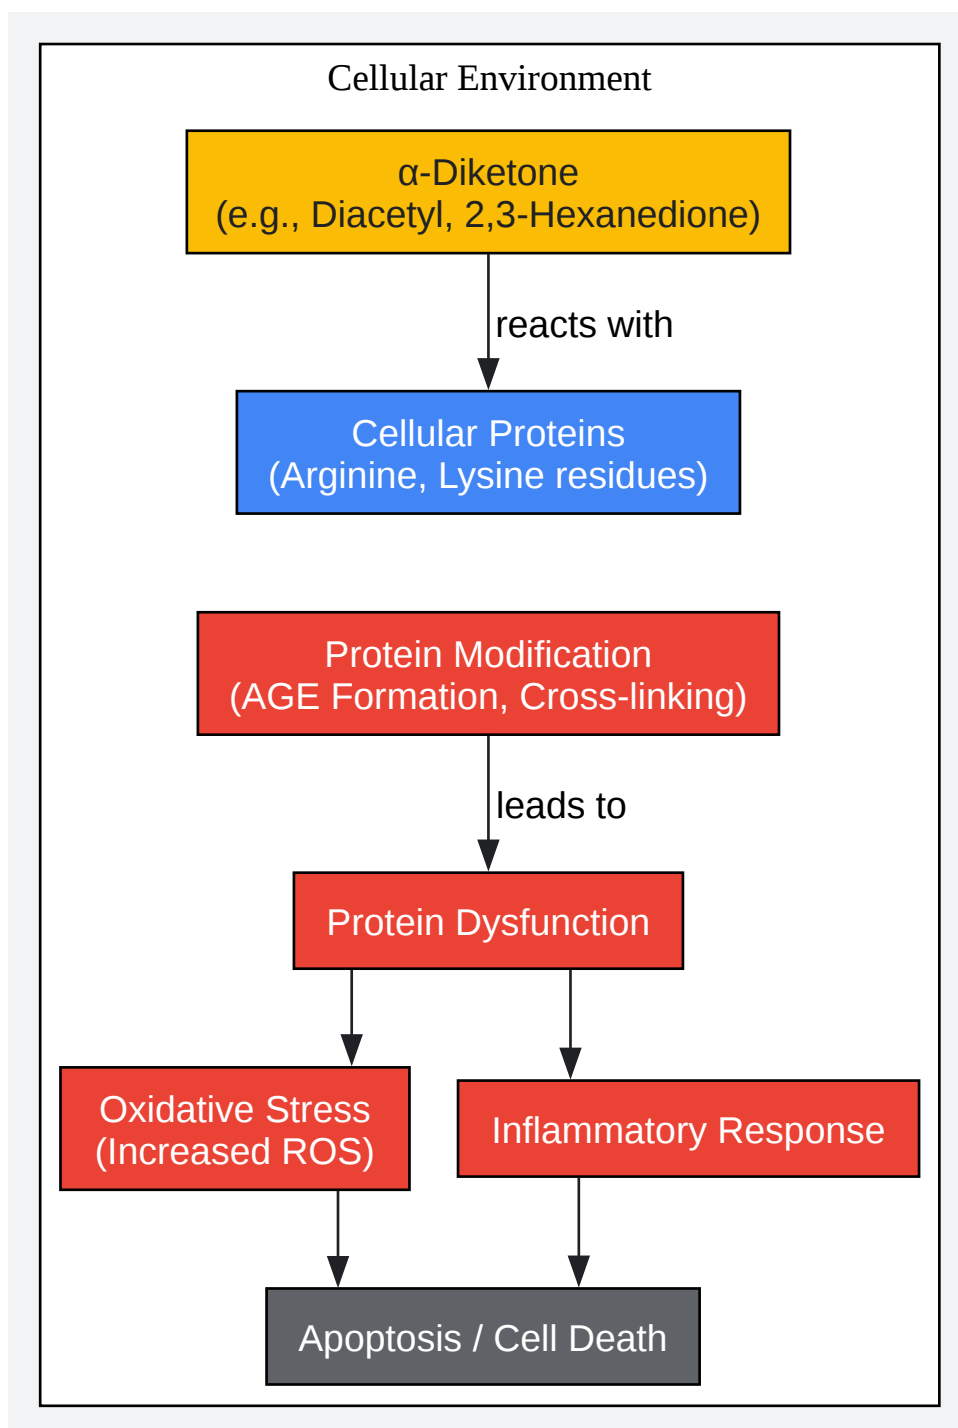 Cellular Environment
α-Diketone
(e.g., Diacetyl, 2,3-Hexanedione)
reacts with
Cellular Proteins
(Arginine, Lysine residues)
Protein Modification
(AGE Formation, Cross-linking)
leads to
Protein Dysfunction
Oxidative Stress
(Increased ROS)
Inflammatory Response
Apoptosis / Cell Death